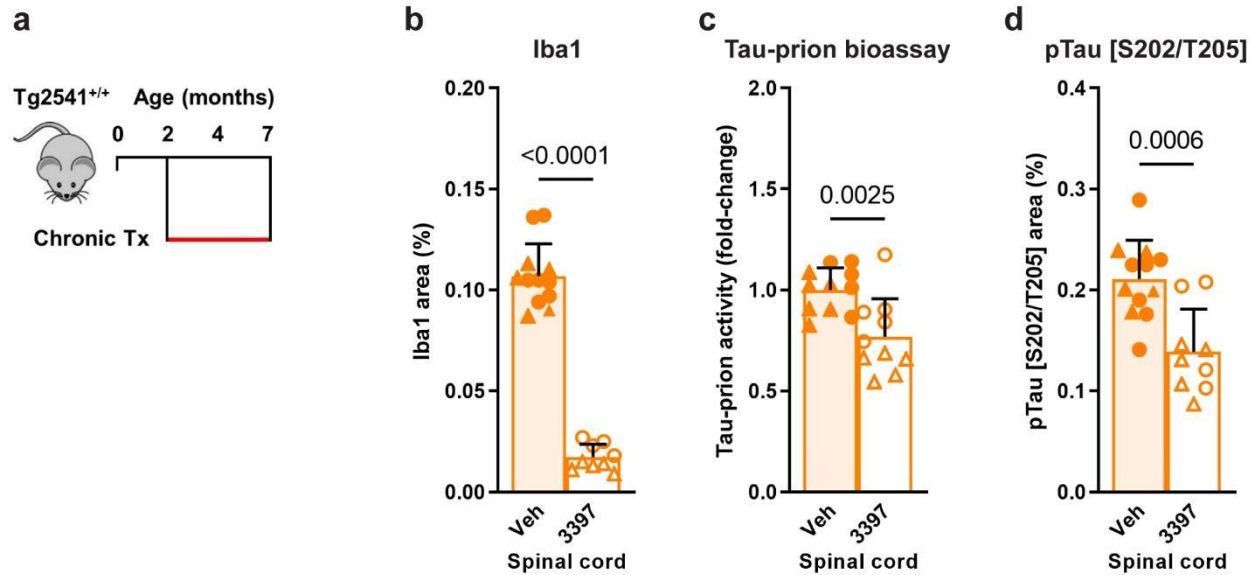 a
Tg2541+/+ Age (months)
0 2 4 7
Chronic Tx
b
Iba1
Iba1 area (%)
0.20
0.15
0.10
0.05
0.00
<0.0001
Veh
3397
Spinal cord
c
Tau-prion bioassay
Tau-prion activity (fold-change)
2.0
1.5
1.0
0.5
0.0
0.0025
Veh
3397
Spinal cord
d
pTau [S202/T205]
pTau [S202/T205] area (%)
0.4
0.3
0.2
0.1
0.0
0.0006
Veh
3397
Spinal cord